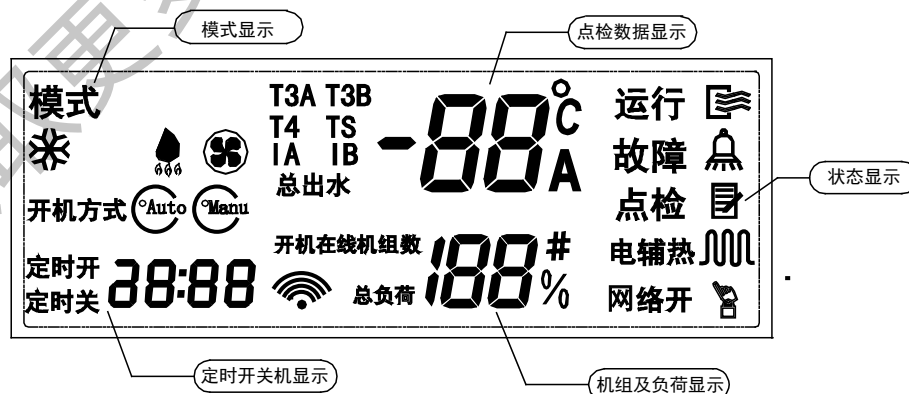 模式显示
点检数据显示
模式
T3A T3B
T4 TS
IA IB
总出水
-88°C
A
运行
故障
点检
状态显示
开机方式 °Auto °Manu
开机在线机组数
188 #
%
电辅热
定时开
定时关
28:88
总负荷
网络开
定时开关机显示
机组及负荷显示